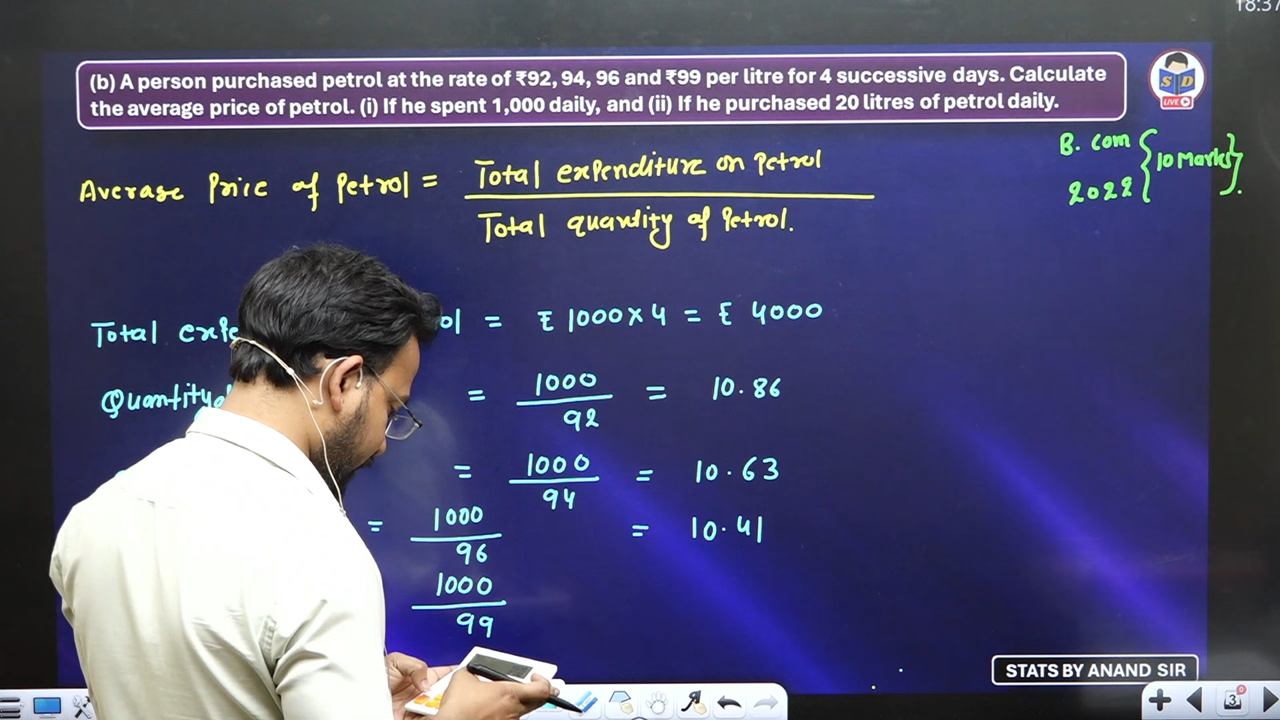 18:37
(b) A person purchased petrol at the rate of ₹92, 94, 96 and ₹99 per litre for 4 successive days. Calculate
the average price of petrol. (i) If he spent 1,000 daily, and (ii) If he purchased 20 litres of petrol daily.
S D
LIVE
B. com
2022
{10 Marks}.
Average Price of Petrol = Total expenditure on Petrol
Total quantity of Petrol.
Total = ₹ 1000 × 4 = ₹ 4000
Quantity = 1000 / 92 = 10.86
= 1000 / 94 = 10.63
= 1000 / 96 = 10.41
1000 / 99
STATS BY ANAND SIR
3